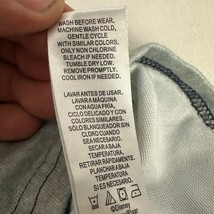 WASH BEFORE WEAR,
MACHINE WASH COLD,
GENTLE CYCLE
WITH SIMILAR COLORS.
ONLY NON CHLORINE
BLEACH IF NEEDED.
TUMBLE DRY LOW.
REMOVE PROMPTLY.
COOL IRON IF NEEDED.
LAVAR ANTES DE USAR.
LAVAR A MÁQUINA
CON AGUA FRIA,
CICLO DELICADO Y CON
COLORES SIMILARES.
SÓLO BLANQUEADOR SIN
CLORO CUANDO
SEA NECESARIO.
SECAR A BAJA
TEMPERATURA.
RETIRAR RÁPIDAMENTE.
PLANCHAR A BAJA
TEMPERATURA
SI ES NECESARIO.
©Disney